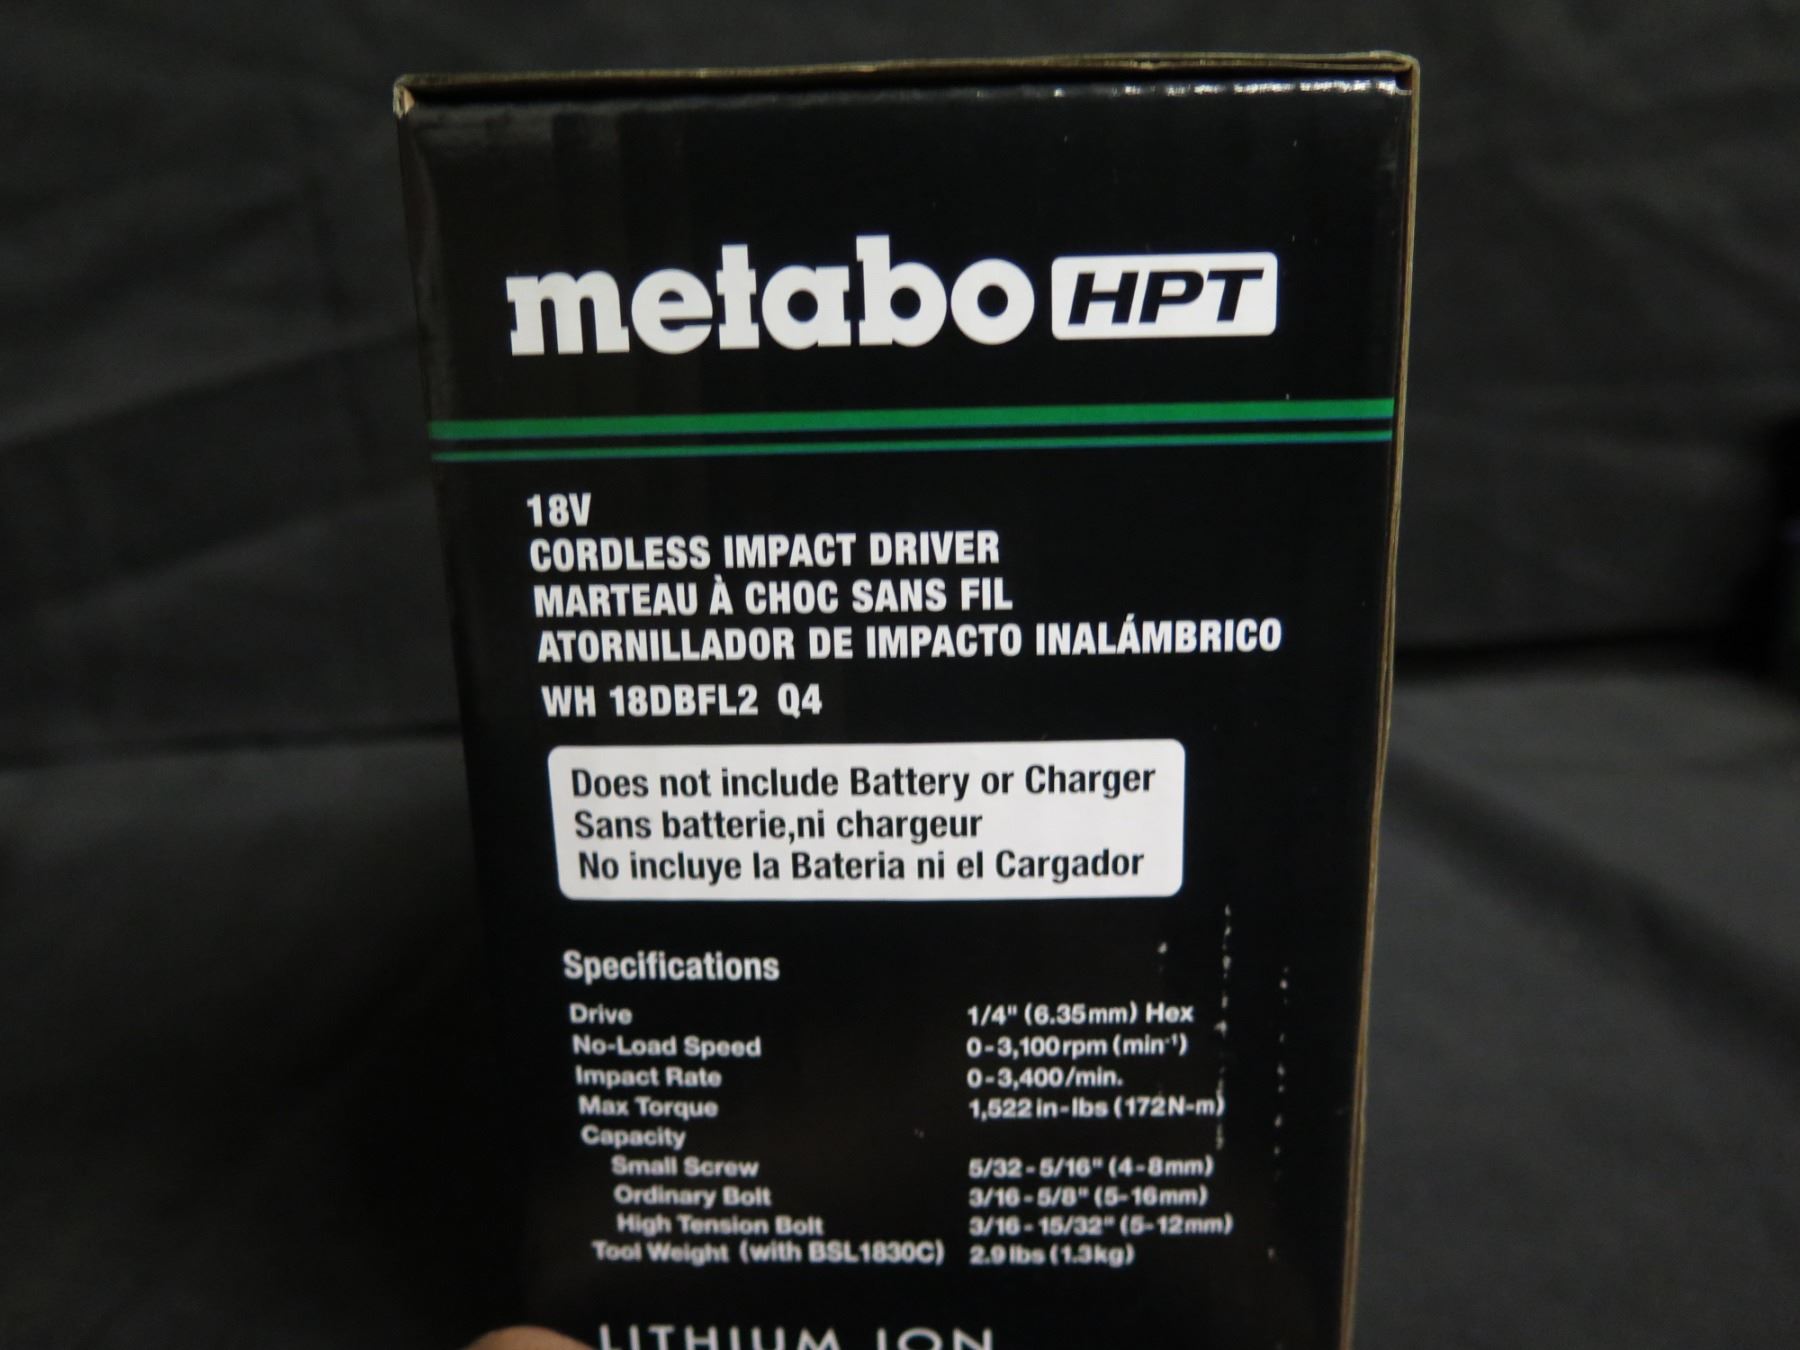 metabo HPT
18V
CORDLESS IMPACT DRIVER
MARTEAU À CHOC SANS FIL
ATORNILLADOR DE IMPACTO INALÁMBRICO
WH 18DBFL2 Q4
Does not include Battery or Charger
Sans batterie,ni chargeur
No incluye la Bateria ni el Cargador
Specifications
Drive 1/4" (6.35mm) Hex
No-Load Speed 0-3,100rpm (min⁻¹)
Impact Rate 0-3,400/min.
Max Torque 1,522in-lbs (172N-m)
Capacity
Small Screw 5/32-5/16" (4-8mm)
Ordinary Bolt 3/16-5/8" (5-16mm)
High Tension Bolt 3/16-15/32" (5-12mm)
Tool Weight (with BSL1830C) 2.9lbs (1.3kg)
LITHIUM ION